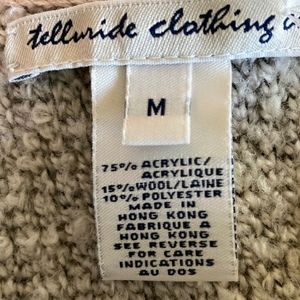 telluride clothing
M
75% ACRYLIC/
ACRYLIQUE
15% WOOL/LAINE
10% POLYESTER
MADE IN
HONG KONG
FABRIQUE A
HONG KONG
SEE REVERSE
FOR CARE
INDICATIONS
AU DOS